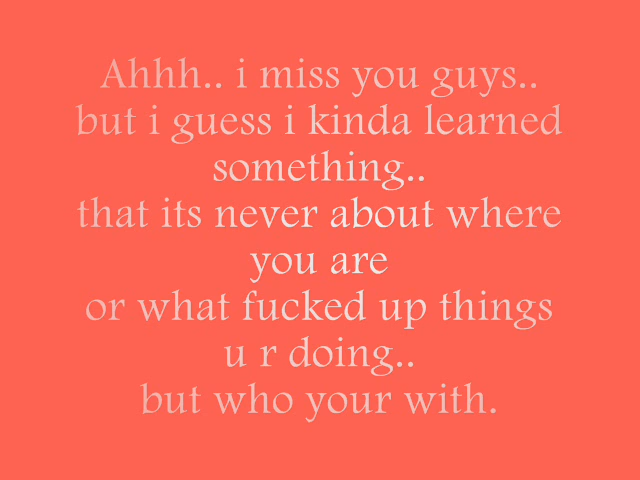 Ahhh.. i miss you guys..
but i guess i kinda learned
something..
that its never about where
you are
or what fucked up things
u r doing..
but who your with.